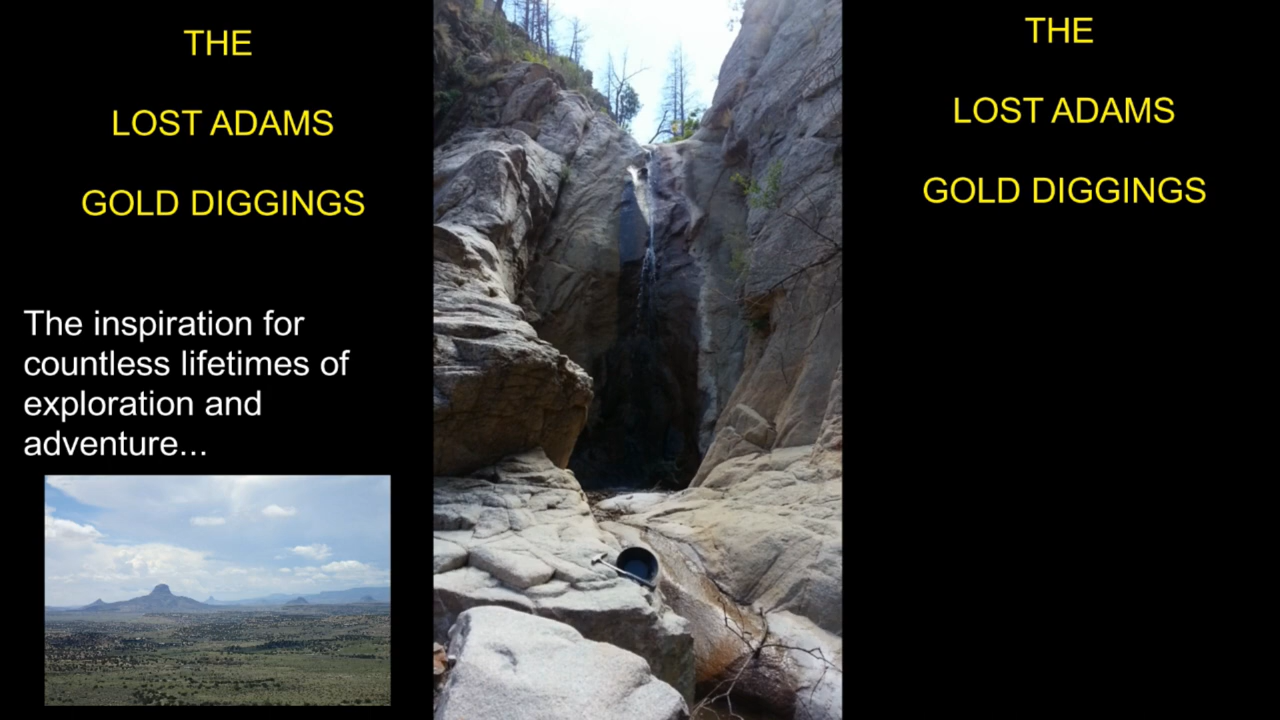 THE
LOST ADAMS
GOLD DIGGINGS
The inspiration for
countless lifetimes of
exploration and
adventure...
THE
LOST ADAMS
GOLD DIGGINGS